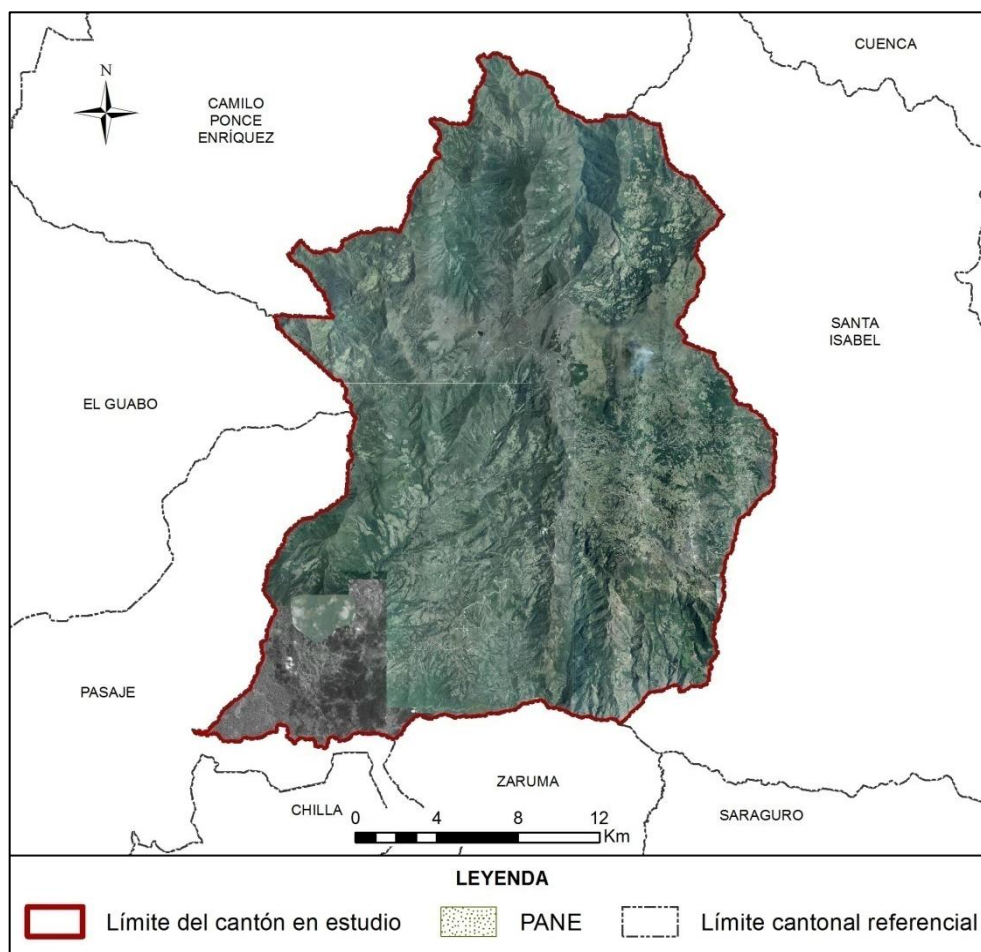 CUENCA
N
CAMILO
PONCE
ENRÍQUEZ
SANTA
ISABEL
EL GUABO
PASAJE
ZARUMA
CHILLA
SARAGURO
0 4 8 12
Km
LEYENDA
Límite del cantón en estudio PANE Límite cantonal referencial